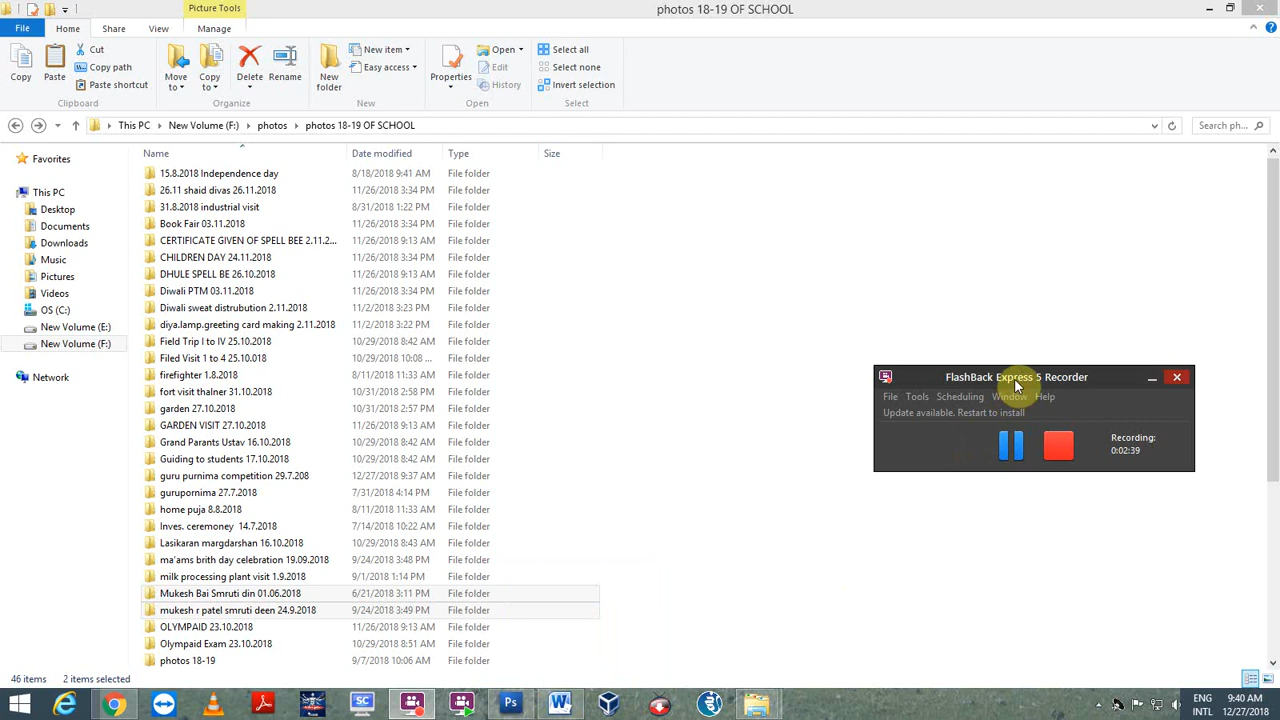 Picture Tools
photos 18-19 OF SCHOOL
File Home Share View Manage
Copy Paste Cut Copy path Paste shortcut
Clipboard
Move to Copy to Delete Rename
Organize
New folder New item Easy access
New
Properties Open Edit History
Open
Select all Select none Invert selection
Select
This PC New Volume (F:) photos photos 18-19 OF SCHOOL
Search ph...
Favorites
This PC
Desktop
Documents
Downloads
Music
Pictures
Videos
OS (C:)
New Volume (E:)
New Volume (F:)
Network
Name Date modified Type Size
15.8.2018 Independence day 8/18/2018 9:41 AM File folder
26.11 shaid divas 26.11.2018 11/26/2018 3:34 PM File folder
31.8.2018 industrial visit 8/31/2018 1:22 PM File folder
Book Fair 03.11.2018 11/26/2018 3:34 PM File folder
CERTIFICATE GIVEN OF SPELL BEE 2.11.2... 11/26/2018 9:13 AM File folder
CHILDREN DAY 24.11.2018 11/26/2018 3:34 PM File folder
DHULE SPELL BE 26.10.2018 11/26/2018 9:13 AM File folder
Diwali PTM 03.11.2018 11/26/2018 3:34 PM File folder
Diwali sweat distrubution 2.11.2018 11/2/2018 3:23 PM File folder
diya.lamp.greeting card making 2.11.2018 11/2/2018 3:22 PM File folder
Field Trip I to IV 25.10.2018 10/29/2018 8:42 AM File folder
Filed Visit 1 to 4 25.10.018 10/29/2018 10:08 ... File folder
firefighter 1.8.2018 8/11/2018 11:33 AM File folder
fort visit thalner 31.10.2018 10/31/2018 2:58 PM File folder
garden 27.10.2018 10/31/2018 2:57 PM File folder
GARDEN VISIT 27.10.2018 10/31/2018 2:58 PM File folder
Grand Parants Ustav 16.10.2018 10/29/2018 8:42 AM File folder
Guiding to students 17.10.2018 10/29/2018 8:42 AM File folder
guru purnima competition 29.7.208 12/27/2018 9:37 AM File folder
gurupornima 27.7.2018 7/31/2018 4:14 PM File folder
home puja 8.8.2018 8/11/2018 11:33 AM File folder
Inves. ceremoney 14.7.2018 7/14/2018 10:22 AM File folder
Lasikaran margdarshan 16.10.2018 10/29/2018 8:43 AM File folder
ma'ams brith day celebration 19.09.2018 9/24/2018 3:48 PM File folder
milk processing plant visit 1.9.2018 9/1/2018 1:14 PM File folder
Mukesh Bai Smruti din 01.06.2018 6/21/2018 3:11 PM File folder
mukesh r patel smruti deen 24.9.2018 9/24/2018 3:49 PM File folder
OLYMPAID 23.10.2018 11/26/2018 9:13 AM File folder
Olympaid Exam 23.10.2018 10/29/2018 8:51 AM File folder
photos 18-19 9/7/2018 10:06 AM File folder
FlashBack Express 5 Recorder
File Tools Scheduling Window Help
Update available. Restart to install
Recording:
0:02:39
46 items 2 items selected
SC
Ps
ENG 9:40 AM
INTL 12/27/2018